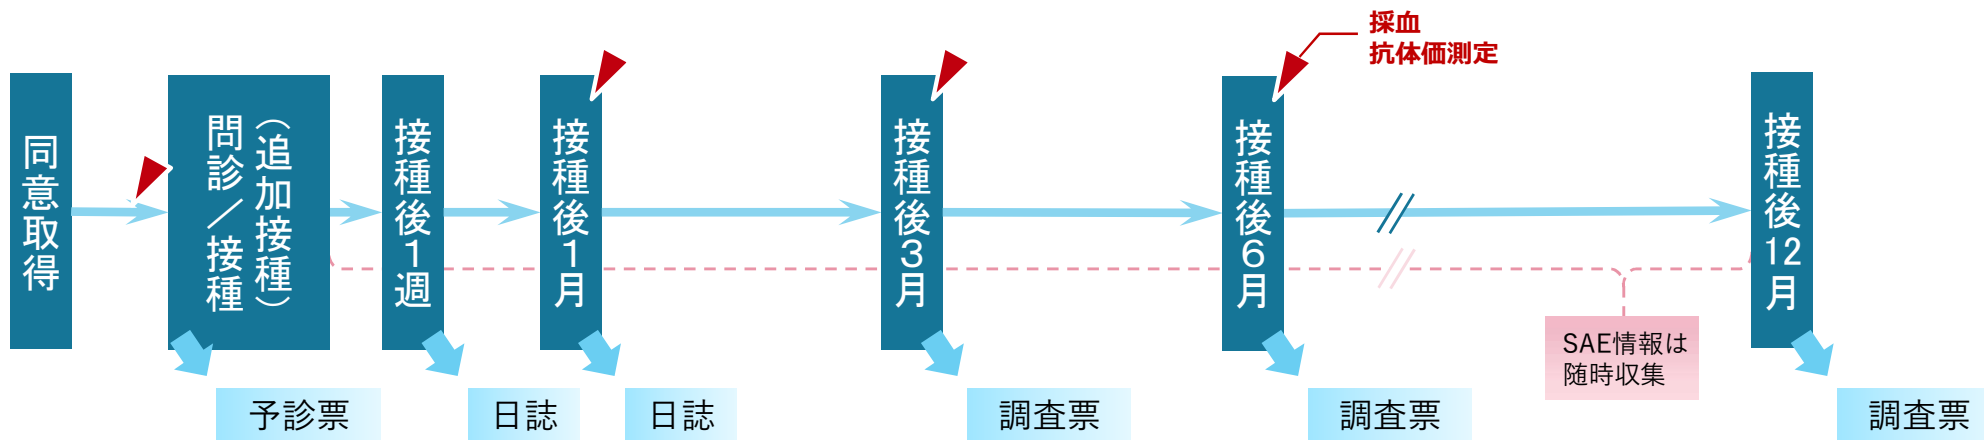 採血
抗体価測定
同意取得
（追加接種）
問診／接種
接種後1週
接種後1月
接種後3月
接種後6月
接種後12月
SAE情報は
随時収集
予診票
日誌
日誌
調査票
調査票
調査票